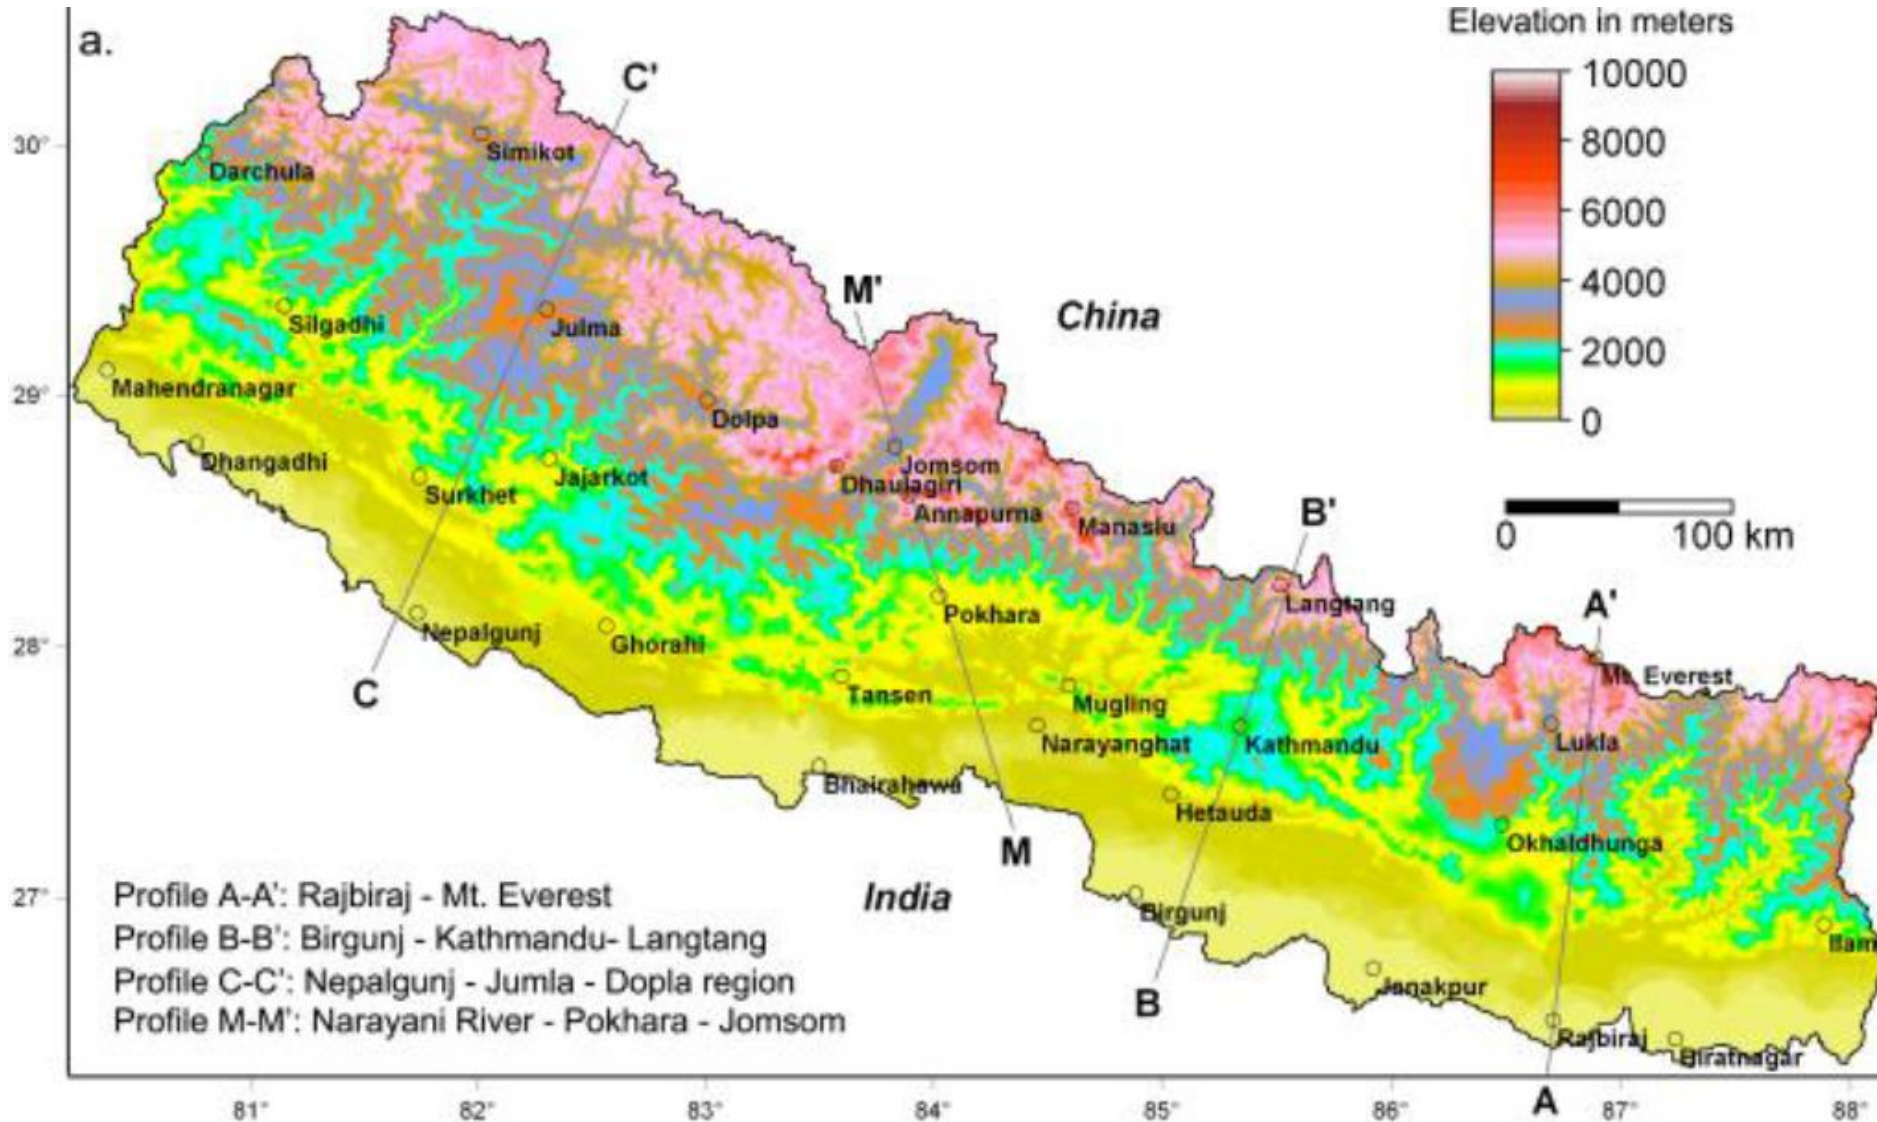 a.
Elevation in meters
10000
8000
6000
4000
2000
0
0 100 km
C'
M'
B'
A'
C
M
B
A
China
India
30°
29°
28°
27°
81°
82°
83°
84°
85°
86°
87°
88°
Simikot
Darchula
Silgadhi
Julma
Mahendranagar
Dolpa
Dhangadhi
Jomsom
Jajarkot
Dhaulagiri
Surkhet
Annapurna
Manaslu
Langtang
Pokhara
Nepalgunj
Ghorahi
Mt. Everest
Tansen
Mugling
Narayanghat
Kathmandu
Lukla
Bhairahawa
Hetauda
Okhaldhunga
Birgunj
Ilam
Janakpur
Rajbiraj
Biratnagar
Profile A-A': Rajbiraj - Mt. Everest
Profile B-B': Birgunj - Kathmandu- Langtang
Profile C-C': Nepalgunj - Jumla - Dopla region
Profile M-M': Narayani River - Pokhara - Jomsom